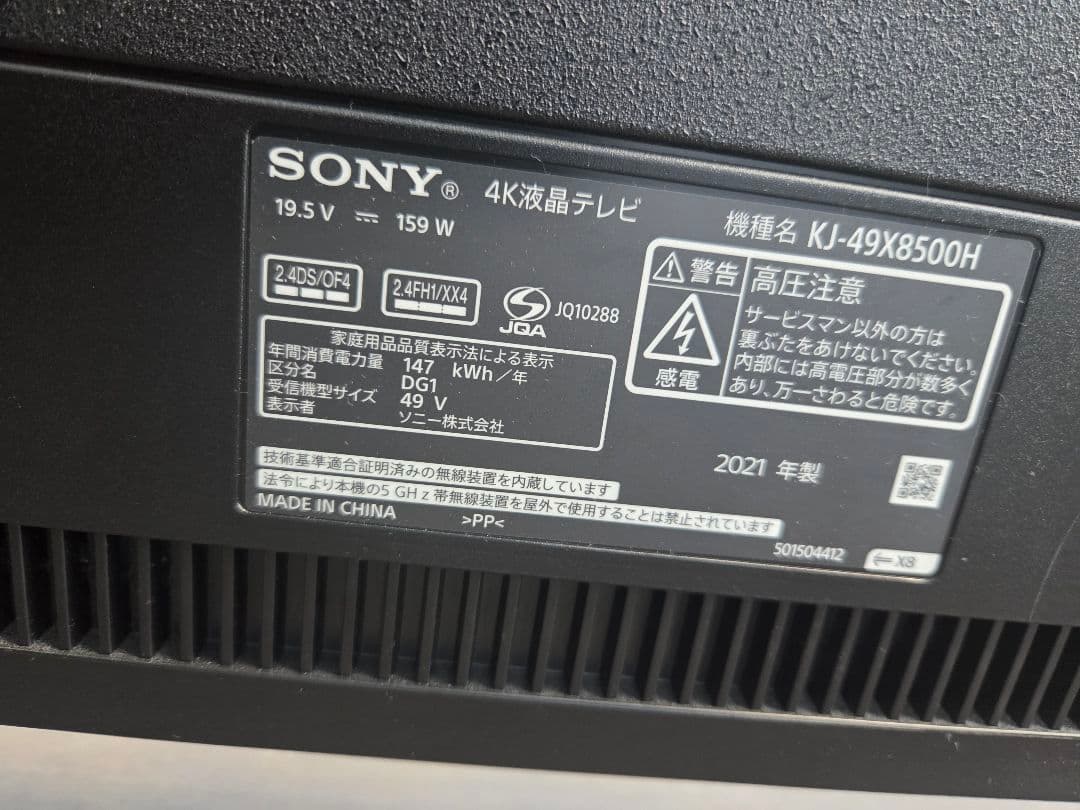 SONY® 4K液晶テレビ 機種名 KJ-49X8500H
19.5 V ⎓ 159 W
2.4DS/OF4
2.4FH1/XX4
JQA JQ10288
家庭用品品質表示法による表示
年間消費電力量 147 kWh/年
区分名 DG1
受信機型サイズ 49 V
表示者 ソニー株式会社
⚠警告 高圧注意
感電
サービスマン以外の方は
裏ぶたをあけないでください。
内部には高電圧部分が数多く
あり、万一さわると危険です。
2021 年製
技術基準適合証明済みの無線装置を内蔵しています
法令により本機の5 GHz帯無線装置を屋外で使用することは禁止されています
MADE IN CHINA >PP<
501504412 ⇐X8